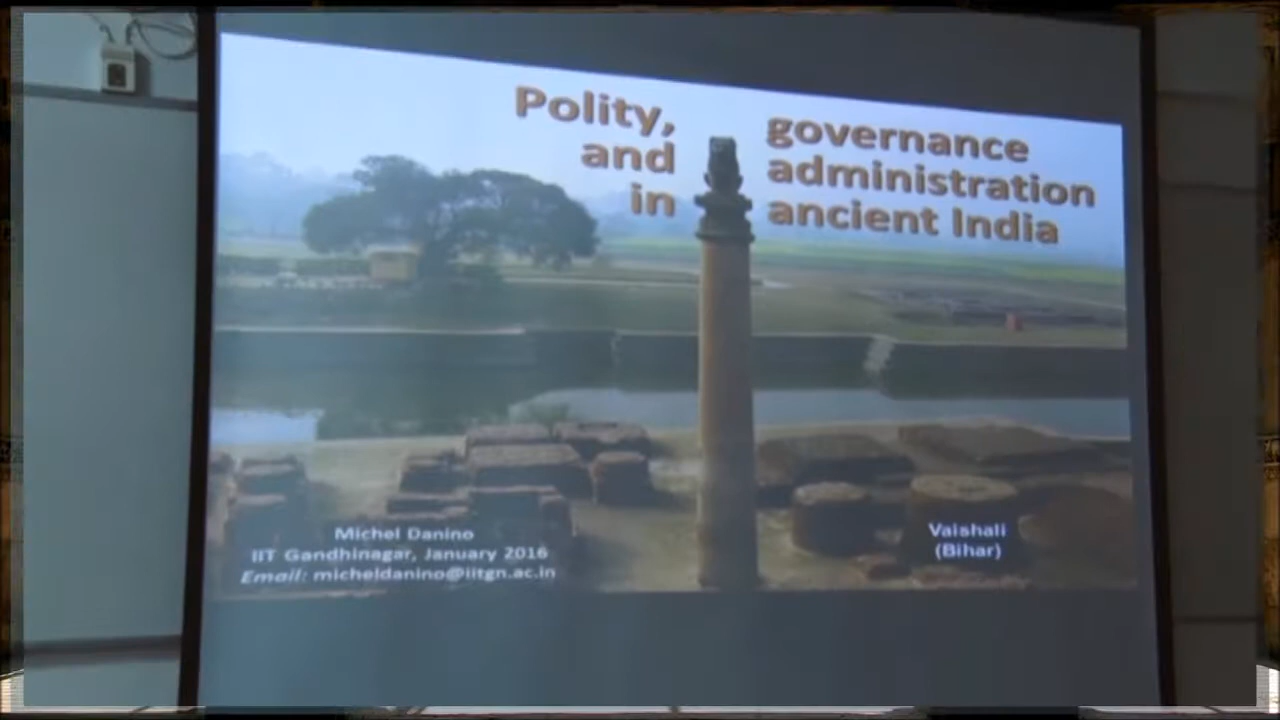 Polity, governance
and administration
in ancient India
Michel Danino
IIT Gandhinagar, January 2016
Email: micheldanino@iitgn.ac.in
Vaishali
(Bihar)